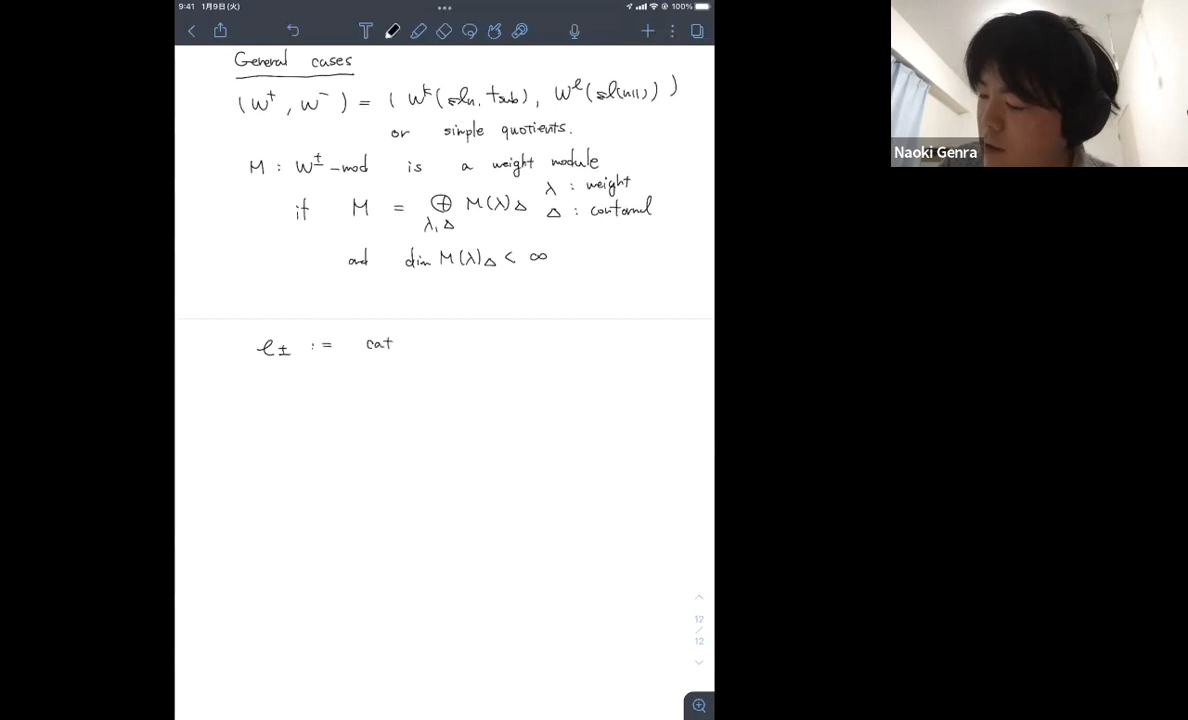 9:41 1月9日(火)
100%
General cases
(W⁺, W⁻) = (Wᵏ(sln, fsub), Wˡ(sl(n|1)))
or simple quotients.
M : W± -mod is a weight module
λ : weight
if M = ⊕ M(λ)Δ Δ : conformal
λ, Δ
and dim M(λ)Δ < ∞
𝒞± := cat
12
/
12
Naoki Genra